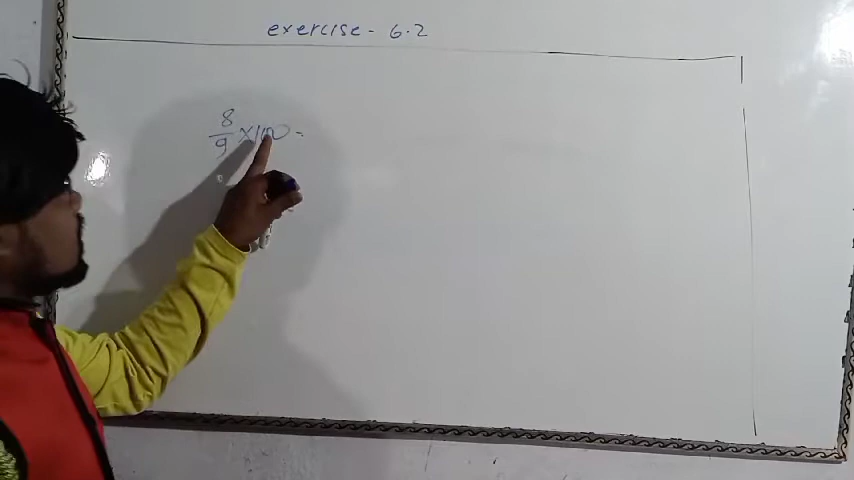 exercise - 6.2
8/9 × 100 =